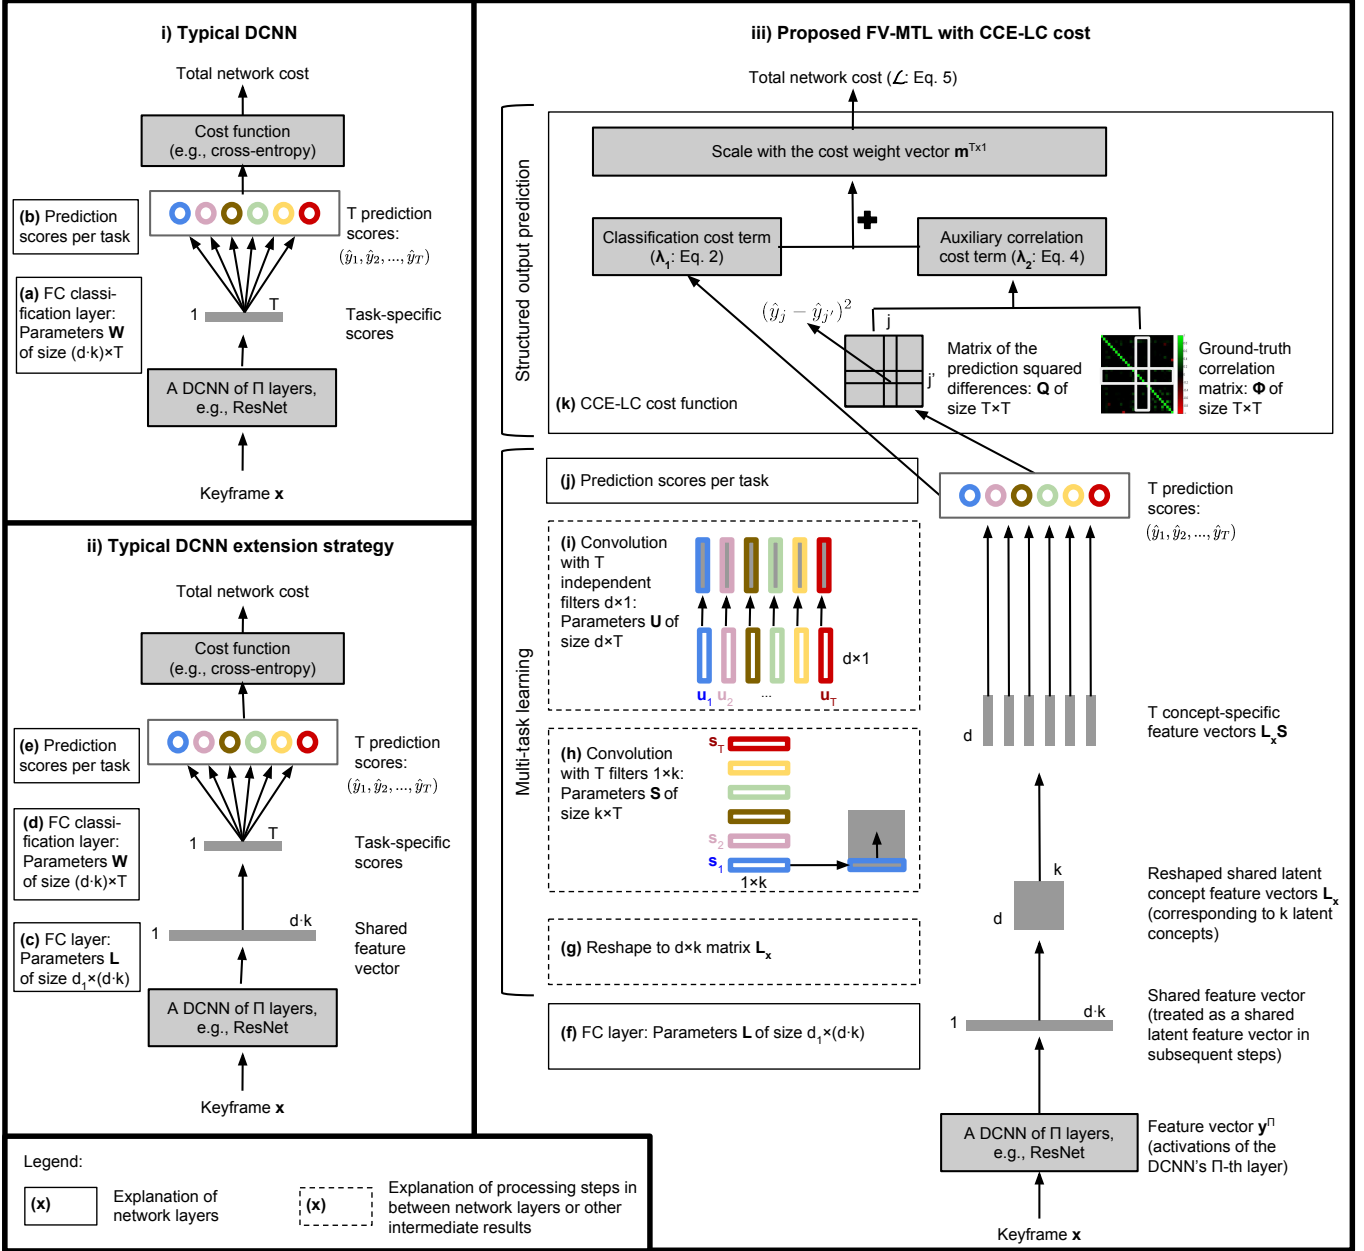 i) Typical DCNN
Total network cost
Cost function
(e.g., cross-entropy)
(b) Prediction
scores per task
T prediction
scores:
(ŷ₁, ŷ₂, ..., ŷ_T)
(a) FC classi-
fication layer:
Parameters W
of size (d·k)×T
1
T
Task-specific
scores
A DCNN of Π layers,
e.g., ResNet
Keyframe x
ii) Typical DCNN extension strategy
Total network cost
Cost function
(e.g., cross-entropy)
(e) Prediction
scores per task
T prediction
scores:
(ŷ₁, ŷ₂, ..., ŷ_T)
(d) FC classi-
fication layer:
Parameters W
of size (d·k)×T
1
T
Task-specific
scores
(c) FC layer:
Parameters L
of size d₁×(d·k)
1
d·k
Shared
feature
vector
A DCNN of Π layers,
e.g., ResNet
Keyframe x
Legend:
(x)
Explanation of
network layers
(x)
Explanation of processing steps in
between network layers or other
intermediate results
iii) Proposed FV-MTL with CCE-LC cost
Total network cost (ℒ: Eq. 5)
Structured output prediction
Scale with the cost weight vector m^Tx1
Classification cost term
(λ₁: Eq. 2)
Auxiliary correlation
cost term (λ₂: Eq. 4)
(ŷ_j − ŷ_j′)²
j
j'
Matrix of the
prediction squared
differences: Q of
size T×T
Ground-truth
correlation
matrix: Φ of
size T×T
(k) CCE-LC cost function
Multi-task learning
(j) Prediction scores per task
T prediction
scores:
(ŷ₁, ŷ₂, ..., ŷ_T)
(i) Convolution
with T
independent
filters d×1:
Parameters U of
size d×T
d×1
u₁ u₂ ... u_T
d
T concept-specific
feature vectors LₓS
(h) Convolution
with T filters 1×k:
Parameters S of
size k×T
s_T
s₂
s₁
1×k
k
d
Reshaped shared latent
concept feature vectors Lₓ
(corresponding to k latent
concepts)
(g) Reshape to d×k matrix Lₓ
(f) FC layer: Parameters L of size d₁×(d·k)
1
d·k
Shared feature vector
(treated as a shared
latent feature vector in
subsequent steps)
A DCNN of Π layers,
e.g., ResNet
Feature vector y^Π
(activations of the
DCNN's Π-th layer)
Keyframe x